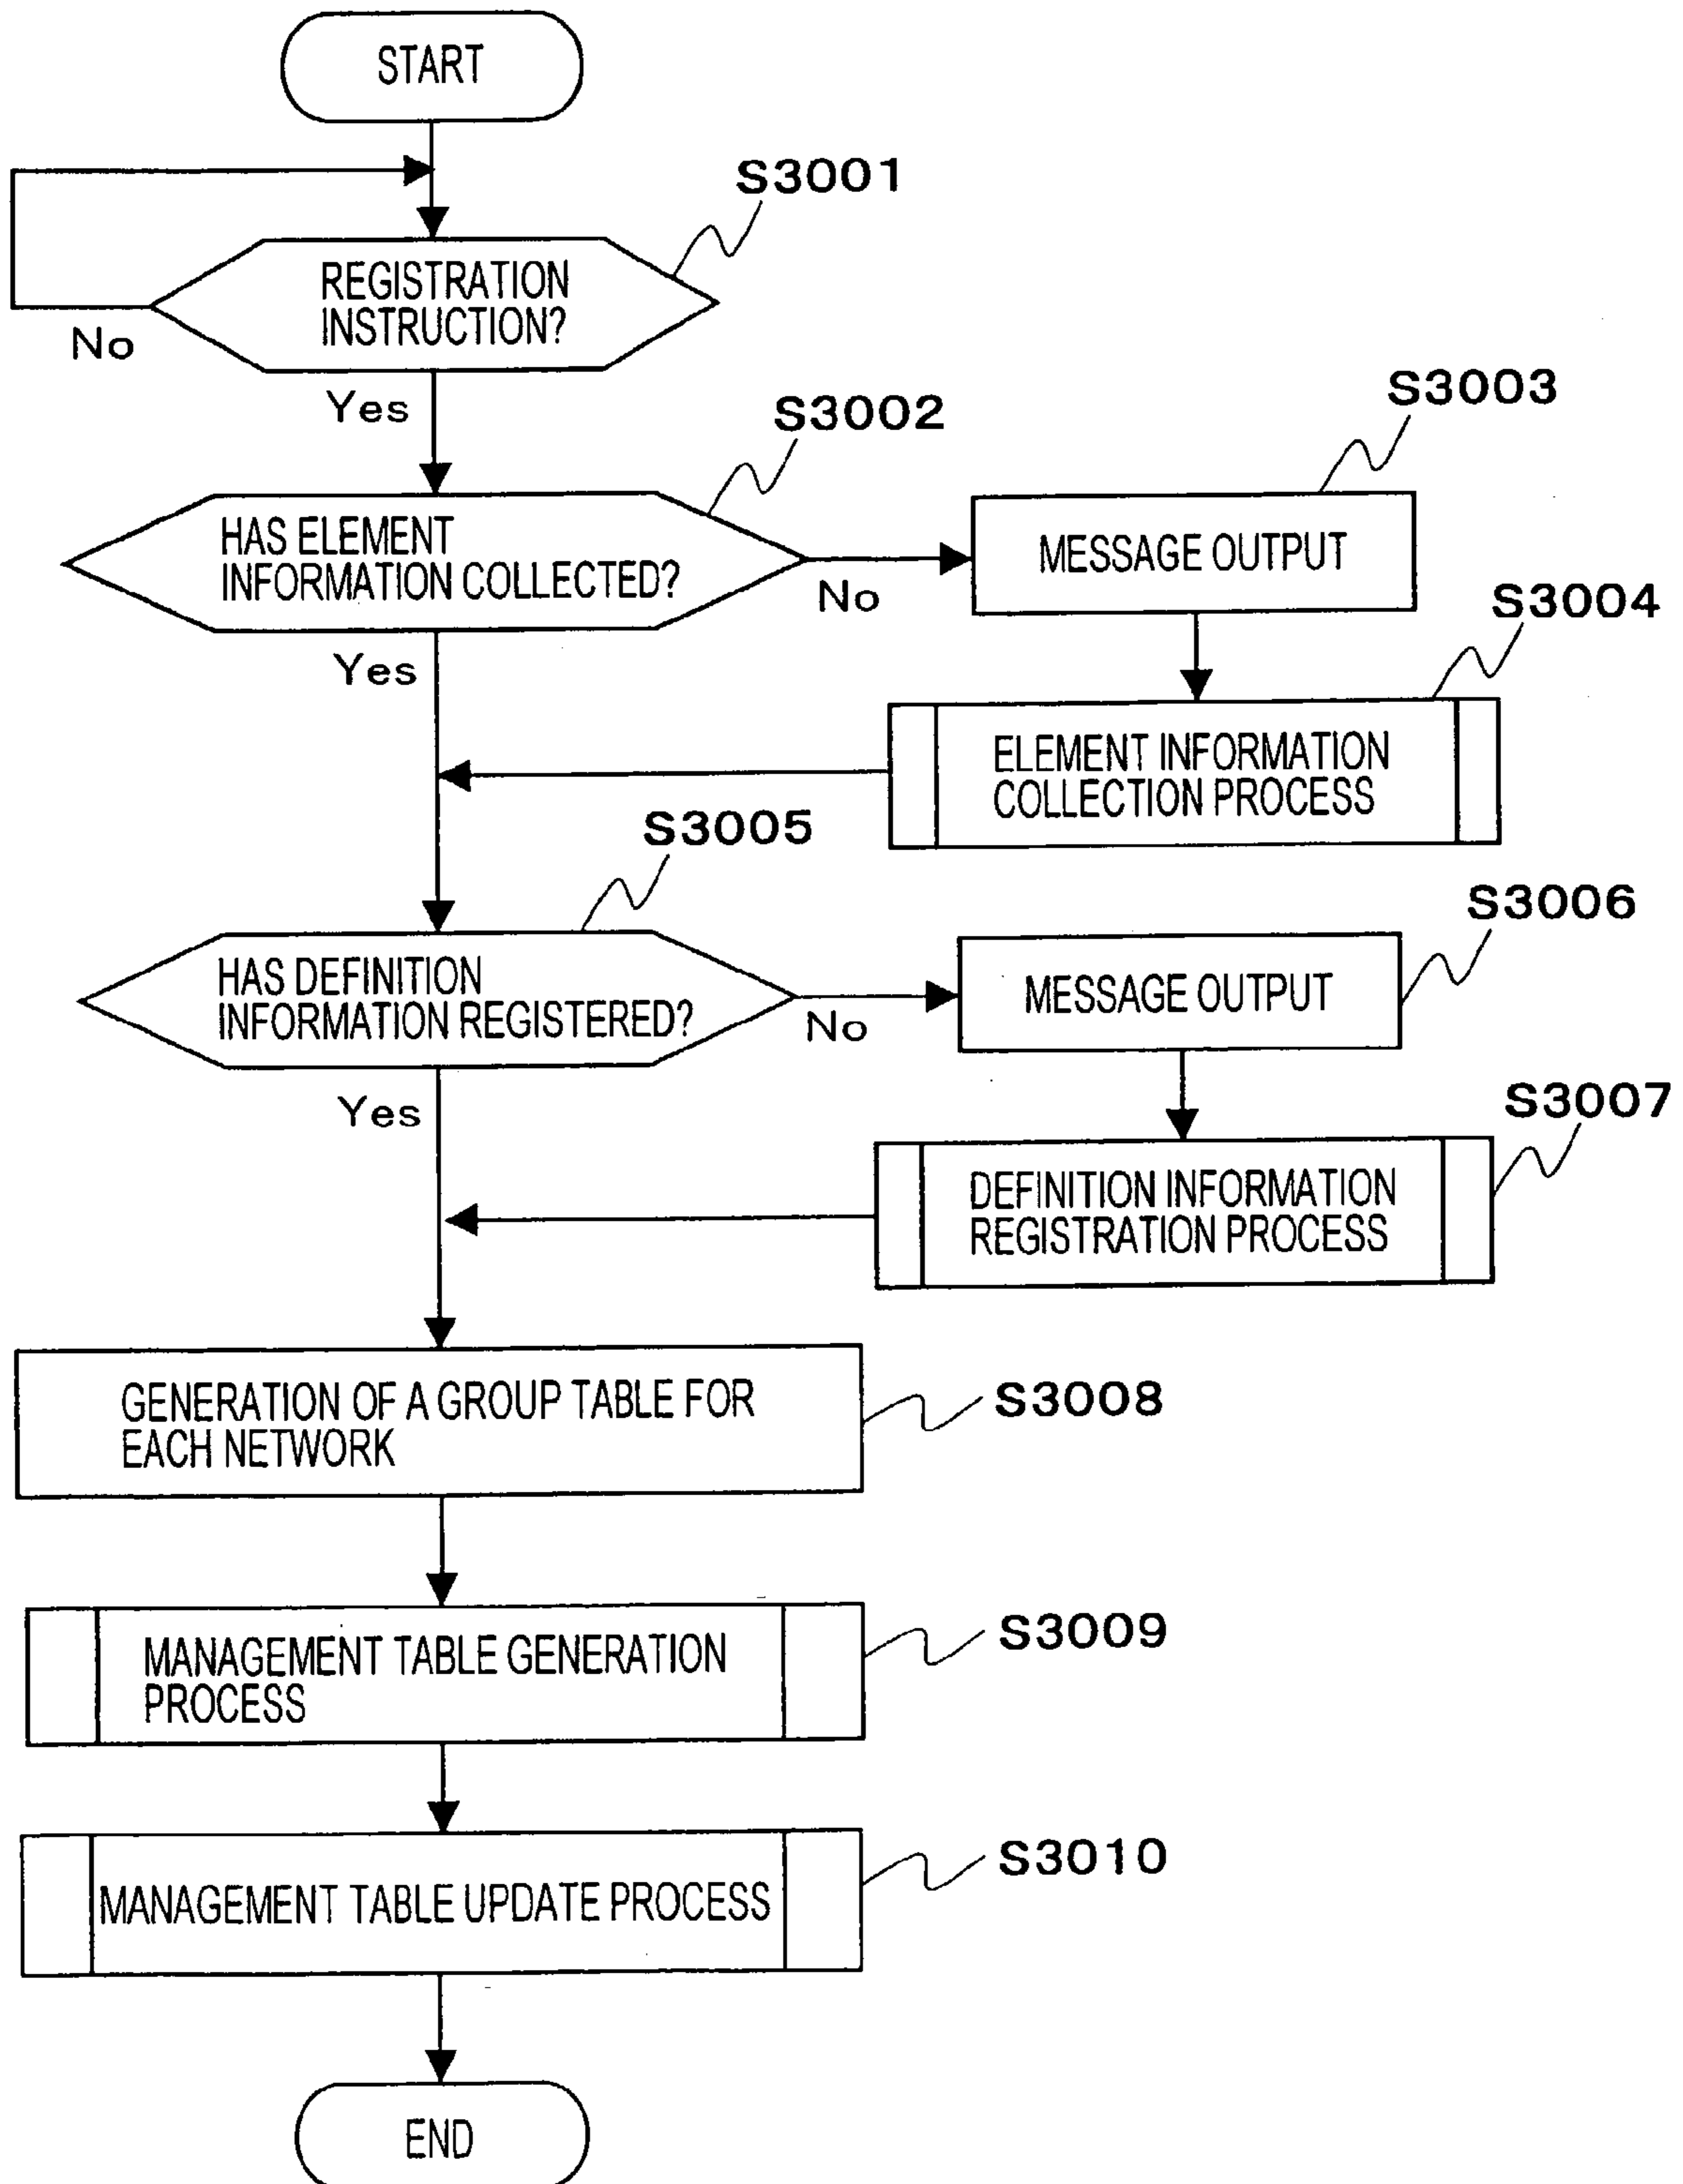 START
S3001
REGISTRATION
INSTRUCTION?
No
Yes
S3002
S3003
HAS ELEMENT
INFORMATION COLLECTED?
No
MESSAGE OUTPUT
Yes
S3004
ELEMENT INFORMATION
COLLECTION PROCESS
S3005
S3006
HAS DEFINITION
INFORMATION REGISTERED?
No
MESSAGE OUTPUT
Yes
S3007
DEFINITION INFORMATION
REGISTRATION PROCESS
GENERATION OF A GROUP TABLE FOR
EACH NETWORK
S3008
MANAGEMENT TABLE GENERATION
PROCESS
S3009
MANAGEMENT TABLE UPDATE PROCESS
S3010
END